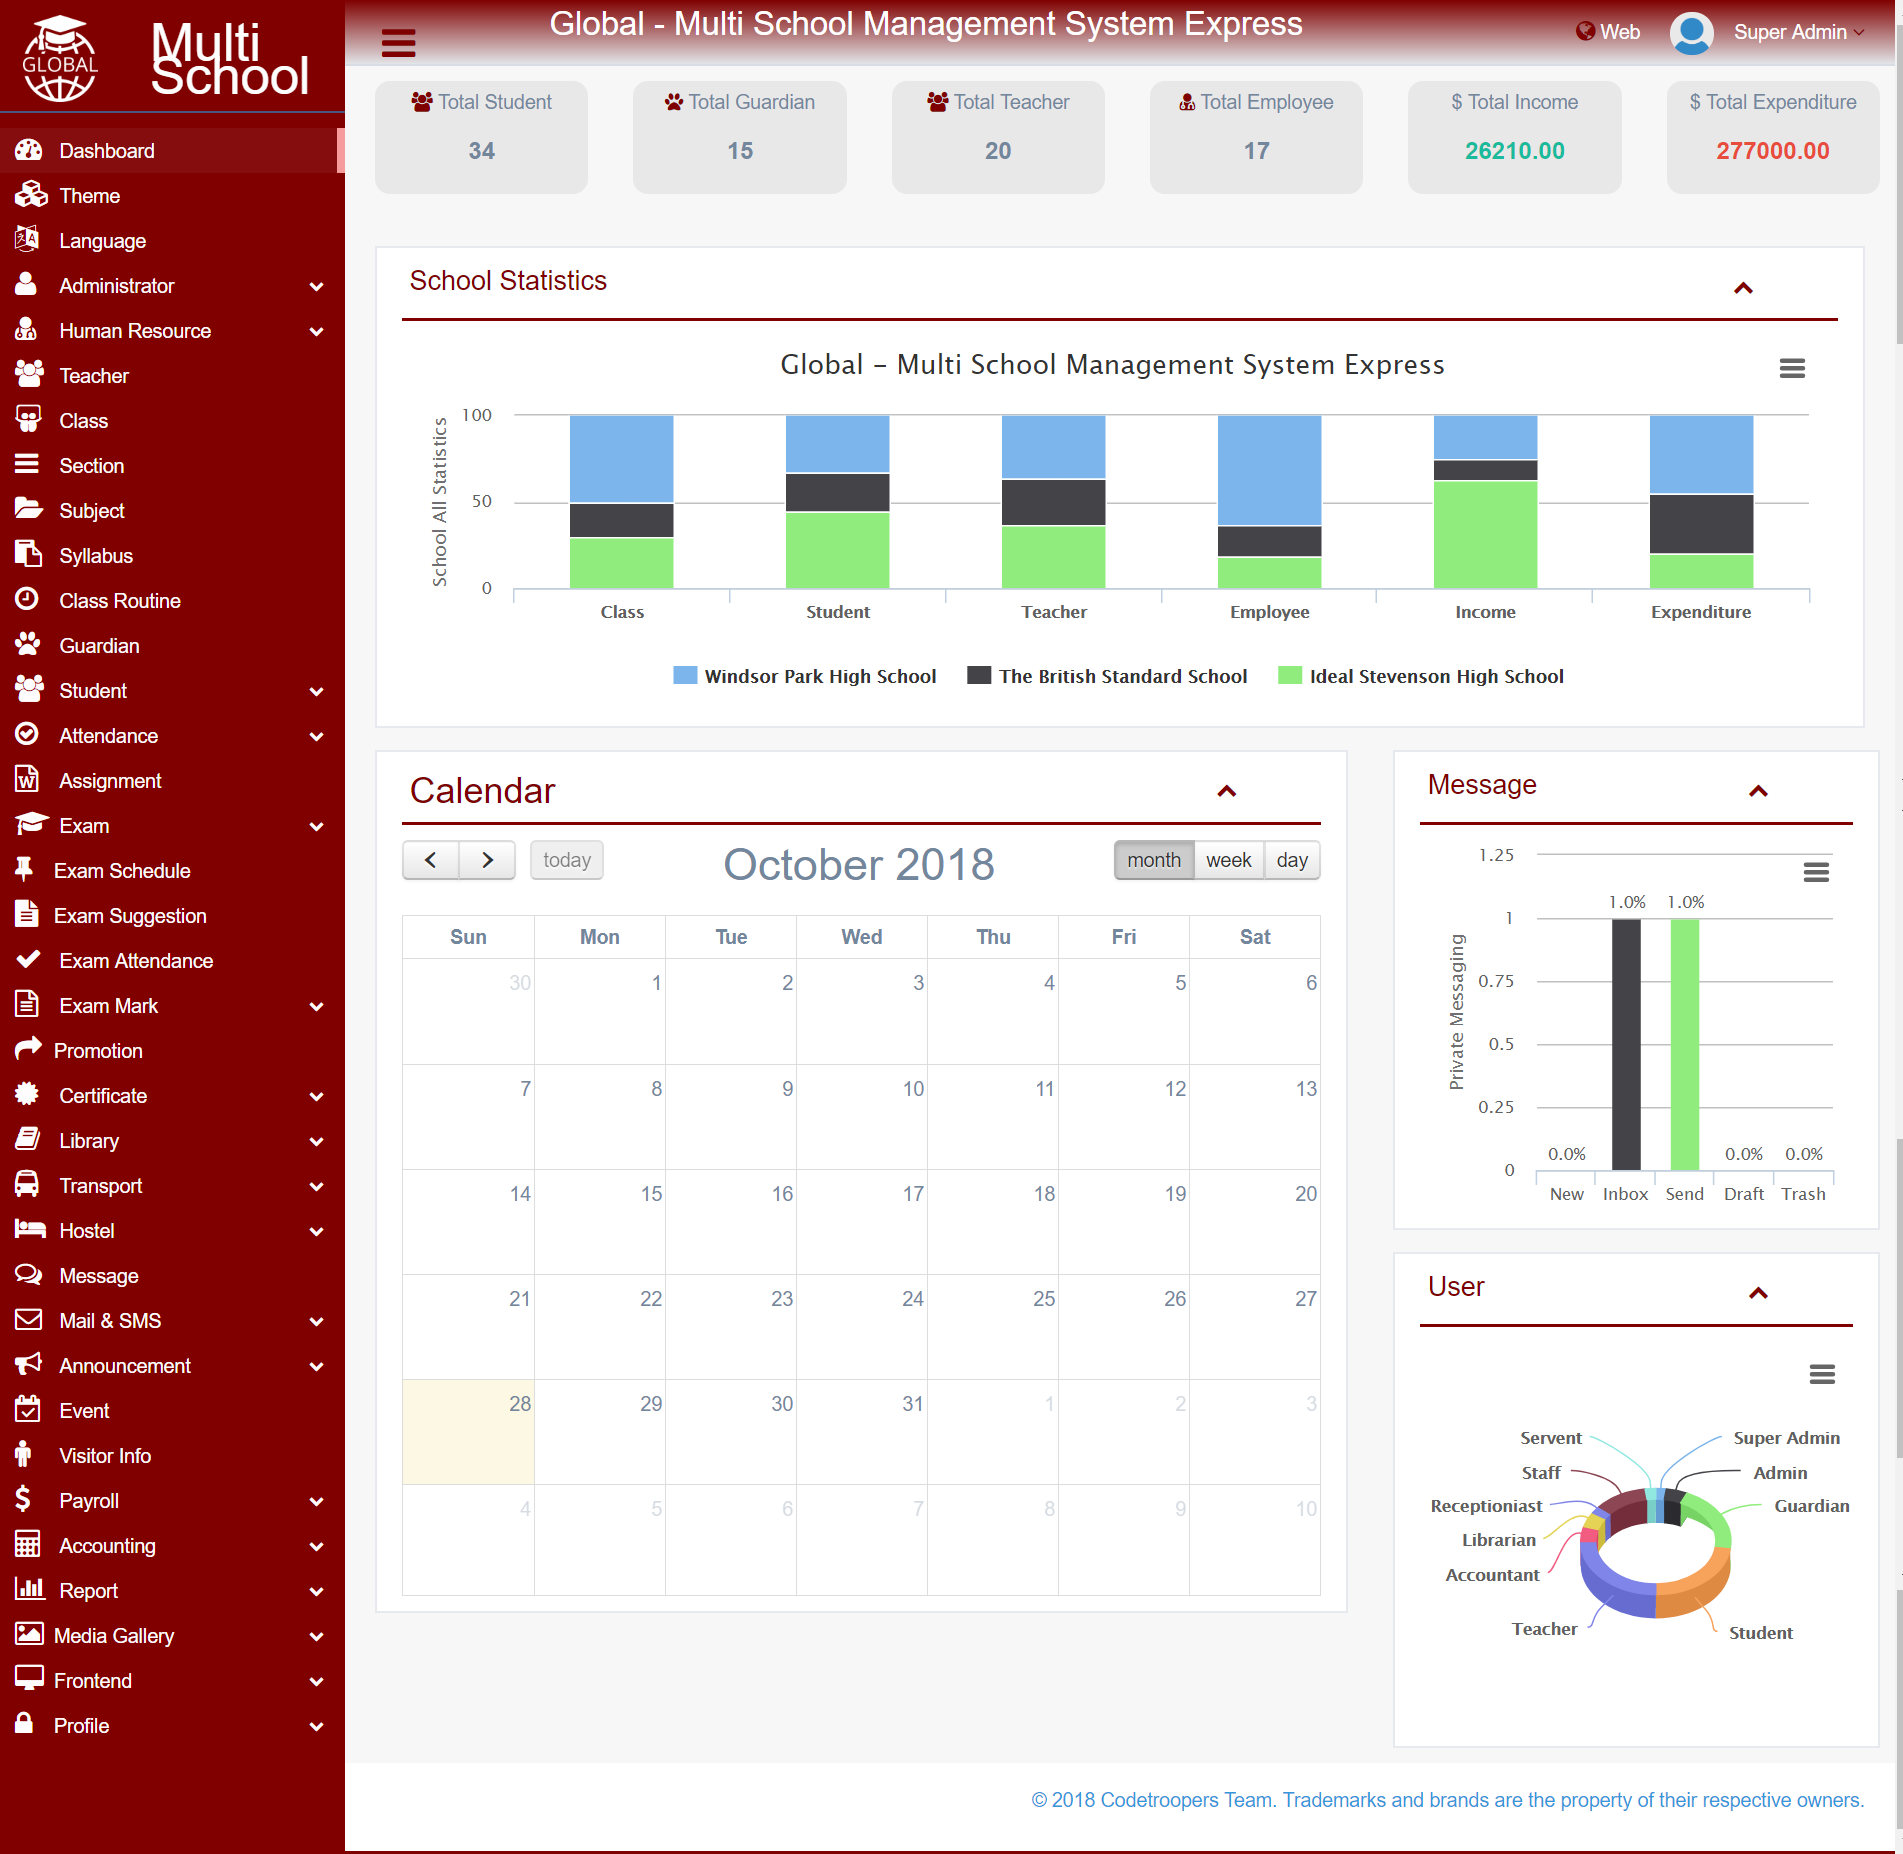 GLOBAL
Multi
School
Dashboard
Theme
Language
Administrator
Human Resource
Teacher
Class
Section
Subject
Syllabus
Class Routine
Guardian
Student
Attendance
Assignment
Exam
Exam Schedule
Exam Suggestion
Exam Attendance
Exam Mark
Promotion
Certificate
Library
Transport
Hostel
Message
Mail & SMS
Announcement
Event
Visitor Info
Payroll
Accounting
Report
Media Gallery
Frontend
Profile
Global - Multi School Management System Express
Web
Super Admin
Total Student
34
Total Guardian
15
Total Teacher
20
Total Employee
17
$ Total Income
26210.00
$ Total Expenditure
277000.00
School Statistics
Global – Multi School Management System Express
School All Statistics
100
50
0
Class Student Teacher Employee Income Expenditure
Windsor Park High School The British Standard School Ideal Stevenson High School
Calendar
today
October 2018
month week day
Sun Mon Tue Wed Thu Fri Sat
30 1 2 3 4 5 6
7 8 9 10 11 12 13
14 15 16 17 18 19 20
21 22 23 24 25 26 27
28 29 30 31 1 2 3
4 5 6 7 8 9 10
Message
Private Messaging
1.25
1
0.75
0.5
0.25
0
0.0% 1.0% 1.0% 0.0% 0.0%
New Inbox Send Draft Trash
User
Servent
Super Admin
Staff
Admin
Receptioniast
Guardian
Librarian
Accountant
Teacher
Student
© 2018 Codetroopers Team. Trademarks and brands are the property of their respective owners.